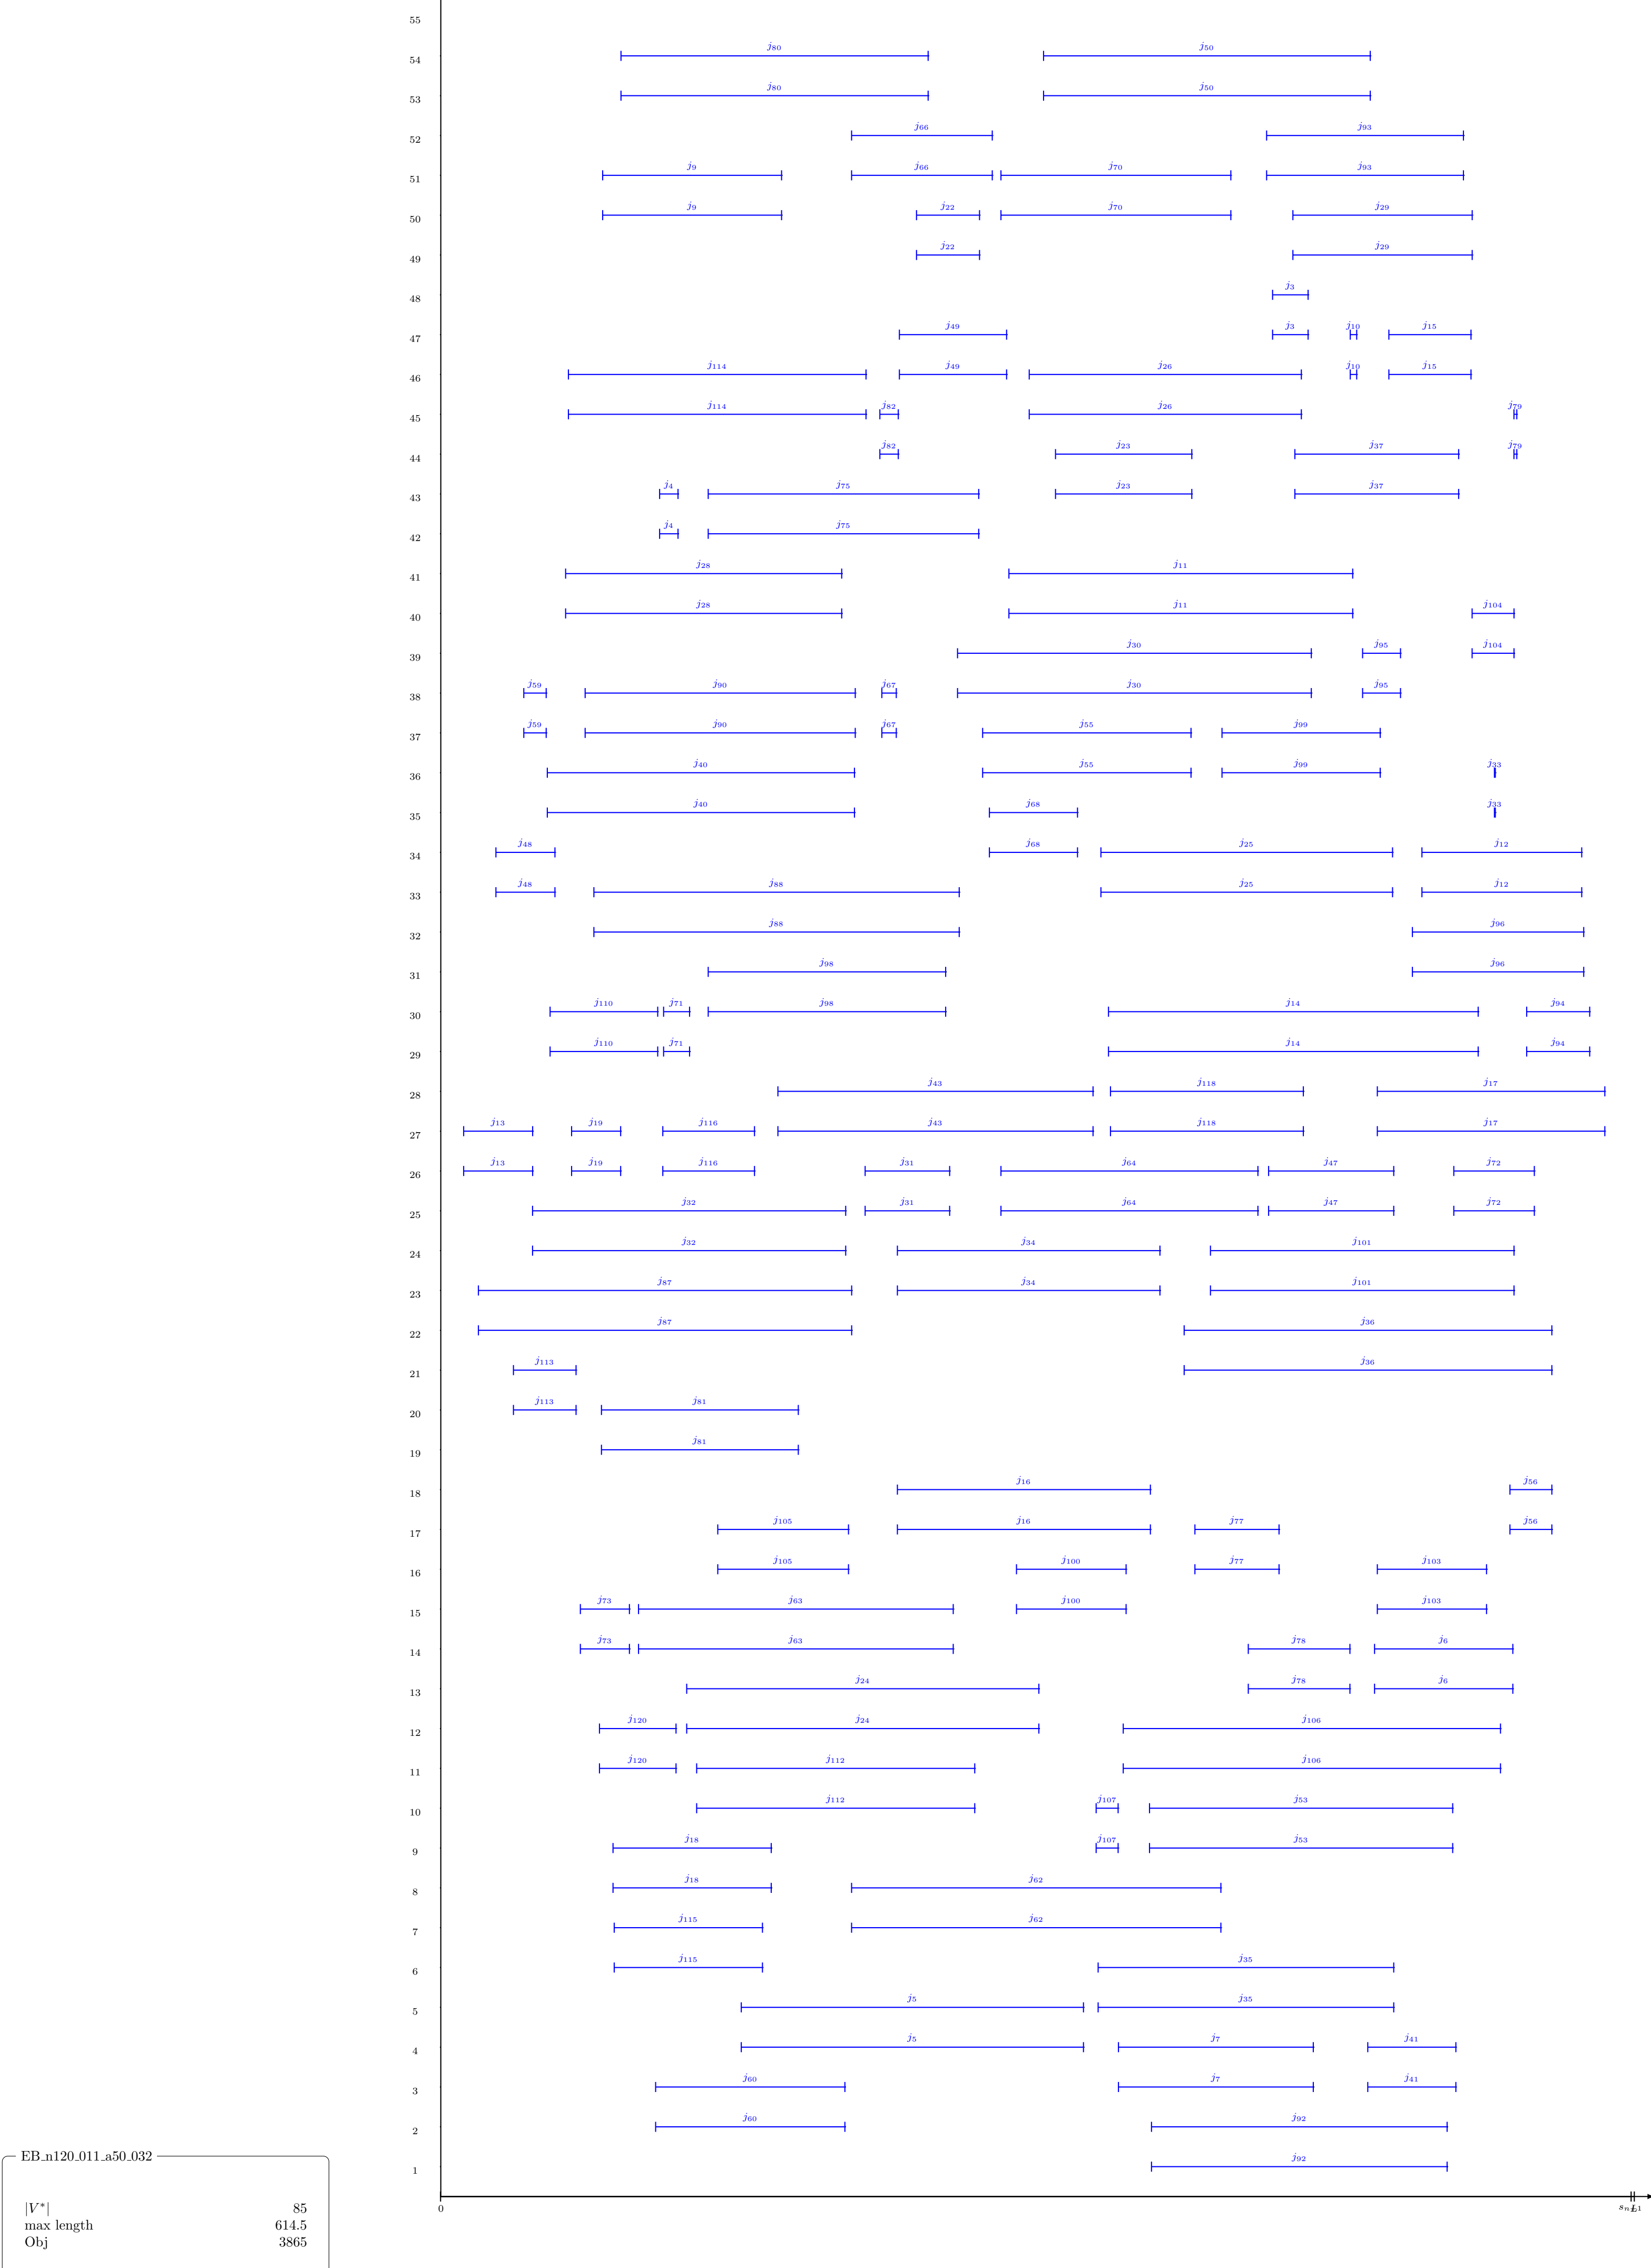 55
j80 j50
54
j80 j50
53
j66 j93
52
j9 j66 j70 j93
51
j9 j22 j70 j29
50
j22 j29
49
j3
48
j49 j3 j10 j15
47
j114 j49 j26 j10 j15
46
j114 j82 j26 j79
45
j82 j23 j37 j79
44
j4 j75 j23 j37
43
j4 j75
42
j28 j11
41
j28 j11 j104
40
j30 j95 j104
39
j59 j90 j67 j30 j95
38
j59 j90 j67 j55 j99
37
j40 j55 j99 j33
36
j40 j68 j33
35
j48 j68 j25 j12
34
j48 j88 j25 j12
33
j88 j96
32
j98 j96
31
j110 j71 j98 j14 j94
30
j110 j71 j14 j94
29
j43 j118 j17
28
j13 j19 j116 j43 j118 j17
27
j13 j19 j116 j31 j64 j47 j72
26
j32 j31 j64 j47 j72
25
j32 j34 j101
24
j87 j34 j101
23
j87 j36
22
j113 j36
21
j113 j81
20
j81
19
j16 j56
18
j105 j16 j77 j56
17
j105 j100 j77 j103
16
j73 j63 j100 j103
15
j73 j63 j78 j6
14
j24 j78 j6
13
j120 j24 j106
12
j120 j112 j106
11
j112 j107 j53
10
j18 j107 j53
9
j18 j62
8
j115 j62
7
j115 j35
6
j5 j35
5
j5 j7 j41
4
j60 j7 j41
3
j60 j92
2
j92
1
0
EB_n120_011_a50_032
|V*| 85
max length 614.5
Obj 3865